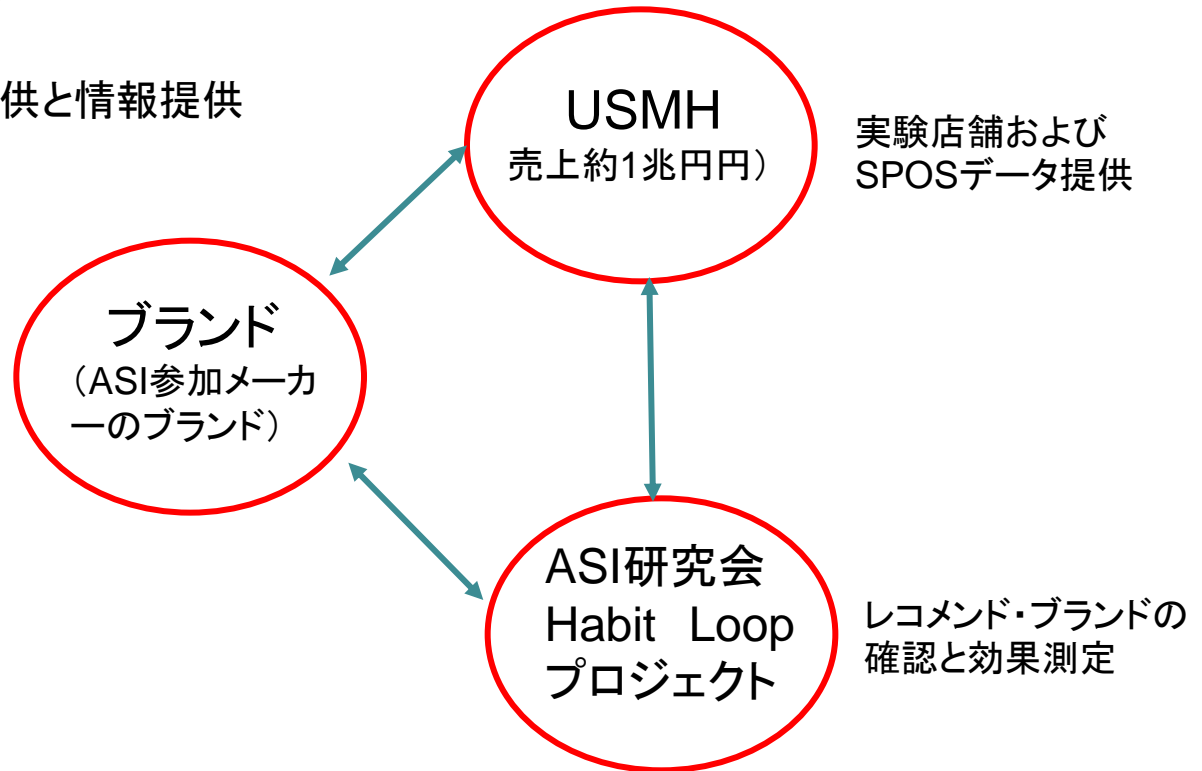 供と情報提供
USMH
売上約1兆円円）
実験店舗および
SPOSデータ提供
ブランド
（ASI参加メーカ
ーのブランド）
ASI研究会
Habit Loop
プロジェクト
レコメンド・ブランドの
確認と効果測定